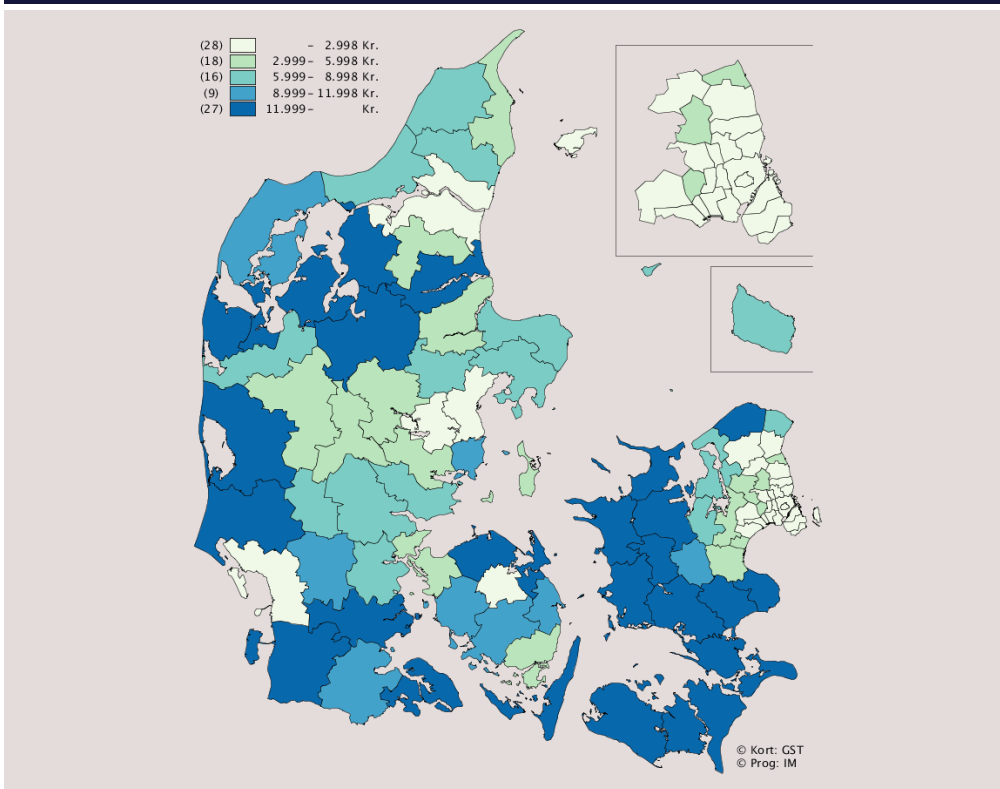 (28) – 2.998 Kr.
(18) 2.999– 5.998 Kr.
(16) 5.999– 8.998 Kr.
(9) 8.999– 11.998 Kr.
(27) 11.999– Kr.
© Kort: GST
© Prog: IM